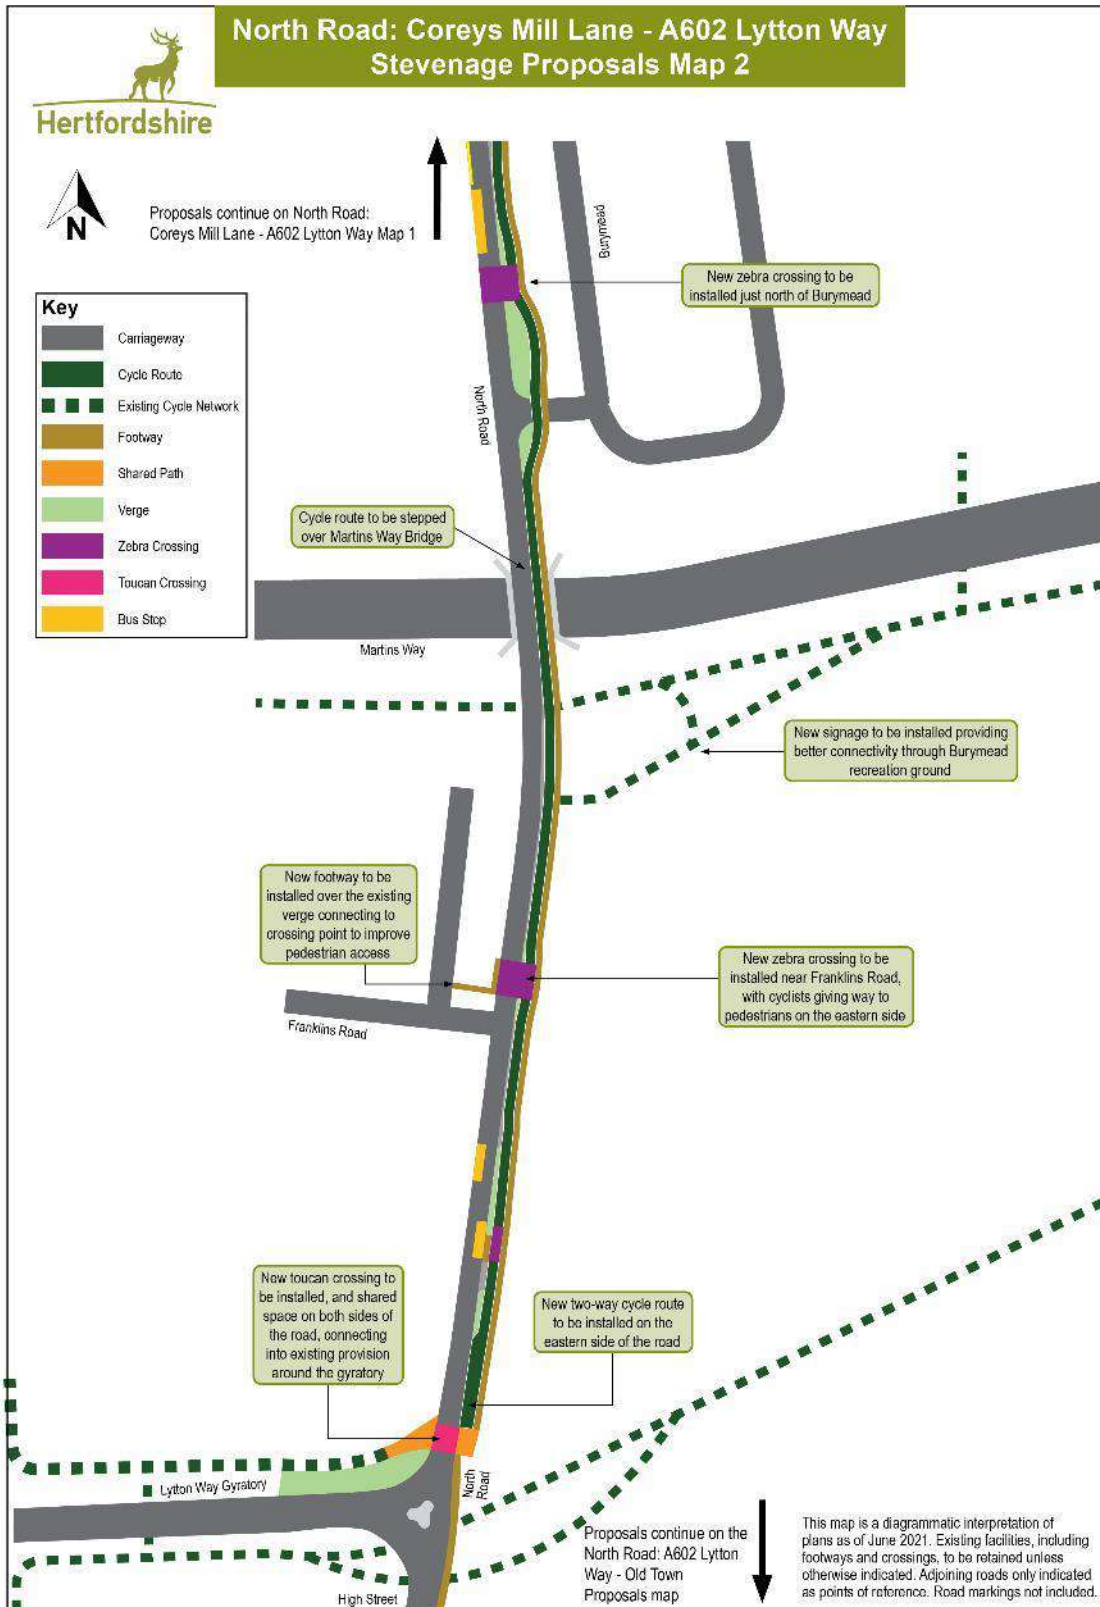 North Road: Coreys Mill Lane - A602 Lytton Way
Stevenage Proposals Map 2
Hertfordshire
N
Proposals continue on North Road:
Coreys Mill Lane - A602 Lytton Way Map 1
Burymead
New zebra crossing to be
installed just north of Burymead
Key
Carriageway
Cycle Route
Existing Cycle Network
Footway
Shared Path
Verge
Zebra Crossing
Toucan Crossing
Bus Stop
North Road
Cycle route to be stepped
over Martins Way Bridge
Martins Way
New signage to be installed providing
better connectivity through Burymead
recreation ground
New footway to be
installed over the existing
verge connecting to
crossing point to improve
pedestrian access
New zebra crossing to be
installed near Franklins Road,
with cyclists giving way to
pedestrians on the eastern side
Franklins Road
New toucan crossing to
be installed, and shared
space on both sides of
the road, connecting
into existing provision
around the gyratory
New two-way cycle route
to be installed on the
eastern side of the road
Lytton Way Gyratory
North
Road
High Street
Proposals continue on the
North Road: A602 Lytton
Way - Old Town
Proposals map
This map is a diagrammatic interpretation of
plans as of June 2021. Existing facilities, including
footways and crossings, to be retained unless
otherwise indicated. Adjoining roads only indicated
as points of reference. Road markings not included.